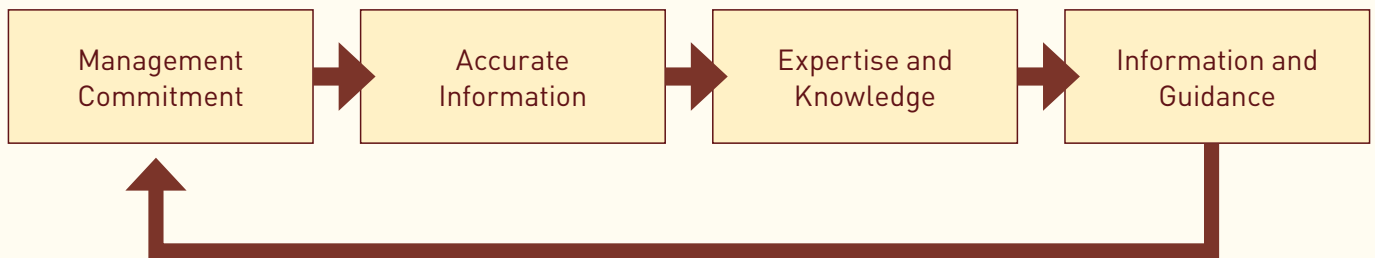 Management
Commitment
Accurate
Information
Expertise and
Knowledge
Information and
Guidance